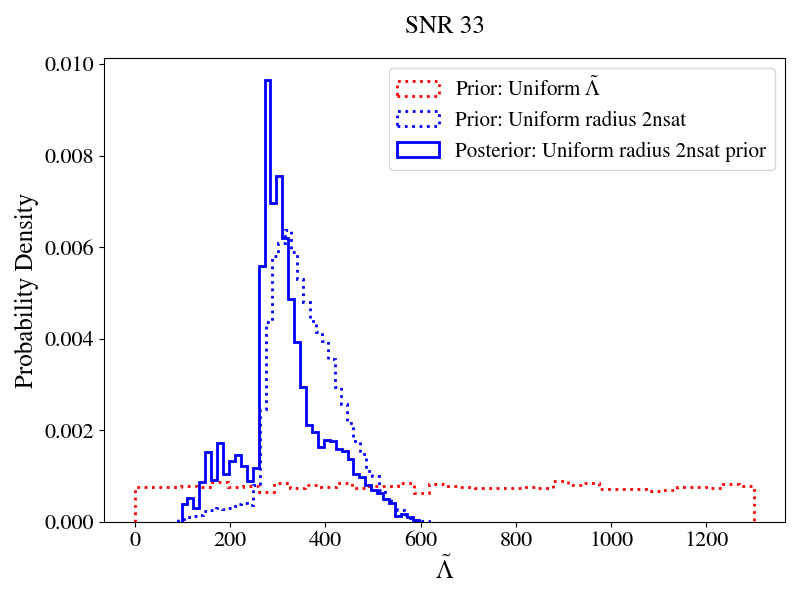 SNR 33
Prior: Uniform Λ̃
Prior: Uniform radius 2nsat
Posterior: Uniform radius 2nsat prior
Probability Density
0.010
0.008
0.006
0.004
0.002
0.000
0 200 400 600 800 1000 1200
Λ̃